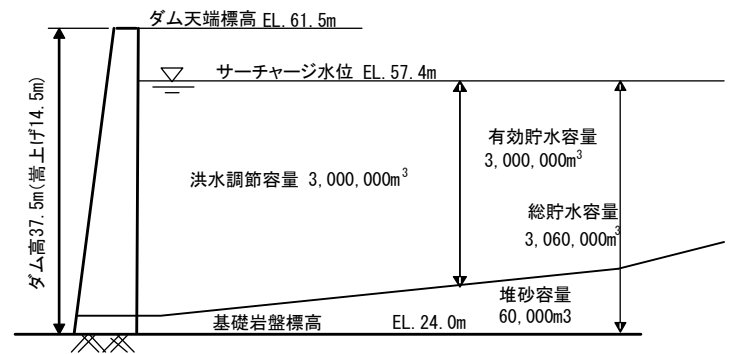 ダム天端標高 EL.61.5m
サーチャージ水位 EL.57.4m
ダム高37.5m(嵩上げ14.5m)
有効貯水容量
3,000,000m³
洪水調節容量 3,000,000m³
総貯水容量
3,060,000m³
堆砂容量
60,000m3
基礎岩盤標高 EL.24.0m